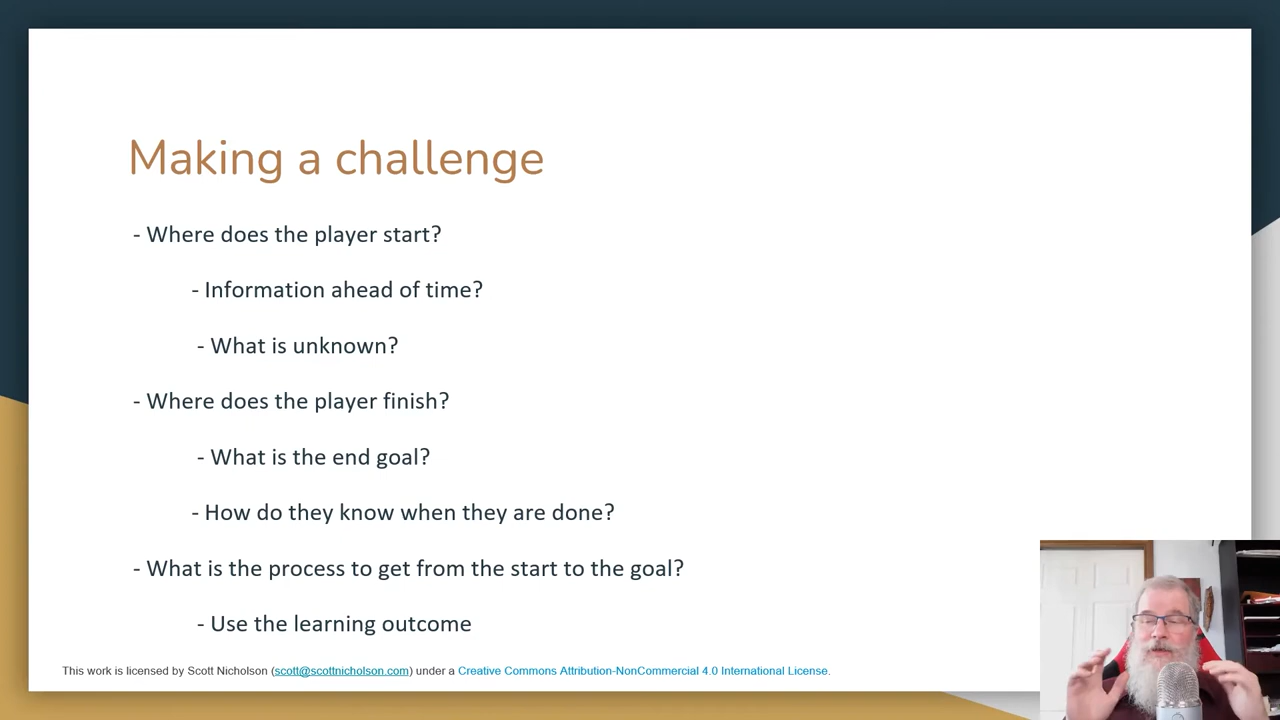 Making a challenge
- Where does the player start?
- Information ahead of time?
- What is unknown?
- Where does the player finish?
- What is the end goal?
- How do they know when they are done?
- What is the process to get from the start to the goal?
- Use the learning outcome
This work is licensed by Scott Nicholson (scott@scottnicholson.com) under a Creative Commons Attribution-NonCommercial 4.0 International License.